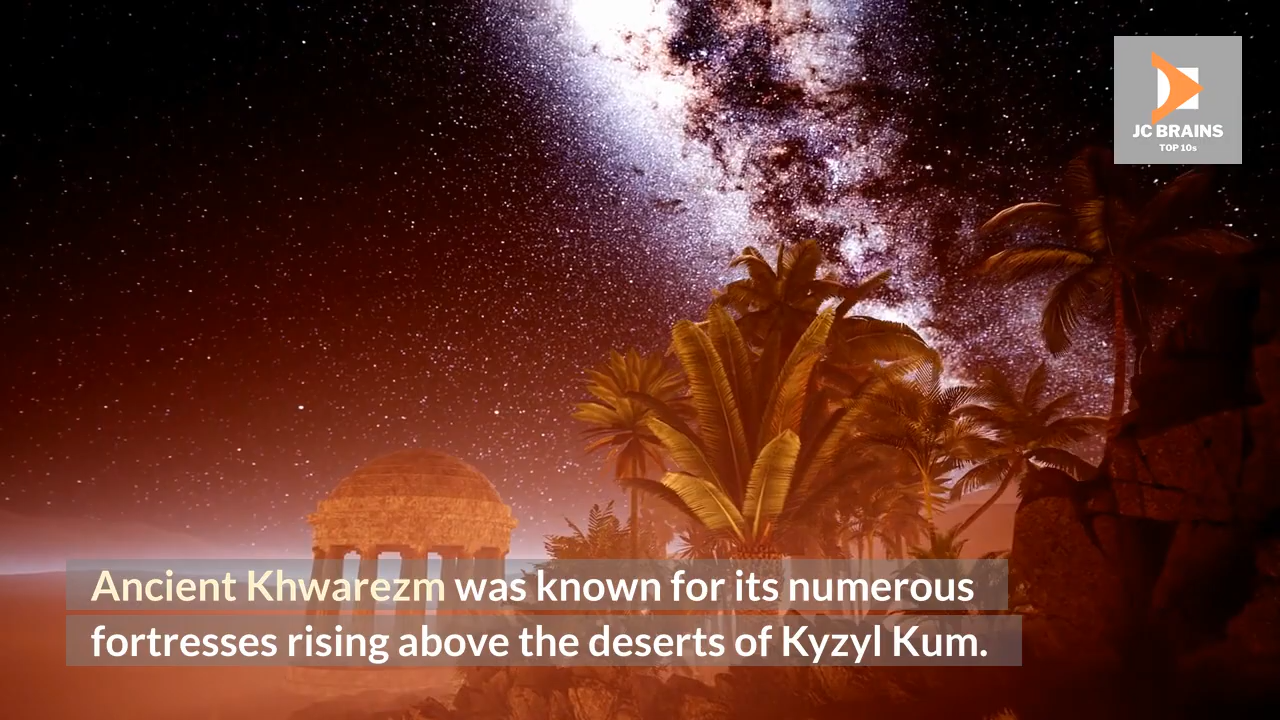 JC BRAINS
TOP 10s
Ancient Khwarezm was known for its numerous
fortresses rising above the deserts of Kyzyl Kum.